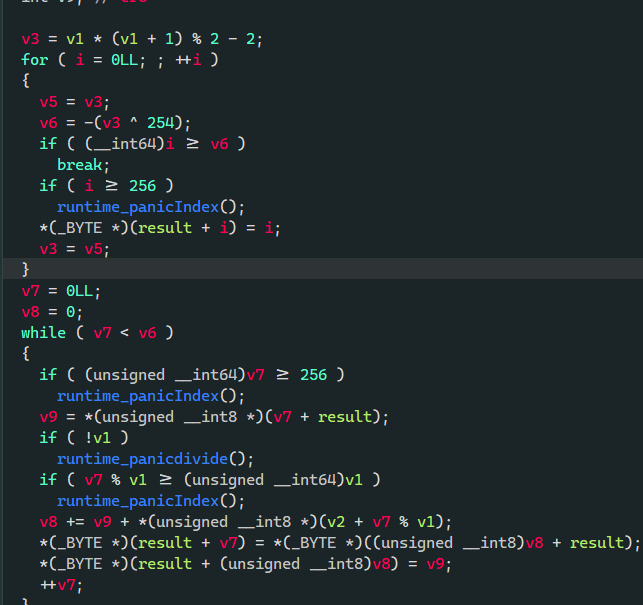 v3 = v1 * (v1 + 1) % 2 - 2;
for ( i = 0LL; ; ++i )
{
v5 = v3;
v6 = -(v3 ^ 254);
if ( (__int64)i ≥ v6 )
break;
if ( i ≥ 256 )
runtime_panicIndex();
*(_BYTE *)(result + i) = i;
v3 = v5;
}
v7 = 0LL;
v8 = 0;
while ( v7 < v6 )
{
if ( (unsigned __int64)v7 ≥ 256 )
runtime_panicIndex();
v9 = *(unsigned __int8 *)(v7 + result);
if ( !v1 )
runtime_panicdivide();
if ( v7 % v1 ≥ (unsigned __int64)v1 )
runtime_panicIndex();
v8 += v9 + *(unsigned __int8 *)(v2 + v7 % v1);
*(_BYTE *)(result + v7) = *(_BYTE *)((unsigned __int8)v8 + result);
*(_BYTE *)(result + (unsigned __int8)v8) = v9;
++v7;
}